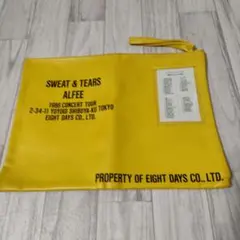 SWEAT & TEARS
ALFEE
1986 CONCERT TOUR
2-34-11 YOYOGI SHIBUYA-KU TOKYO
EIGHT DAYS CO., LTD.
PROPERTY OF EIGHT DAYS CO., LTD.